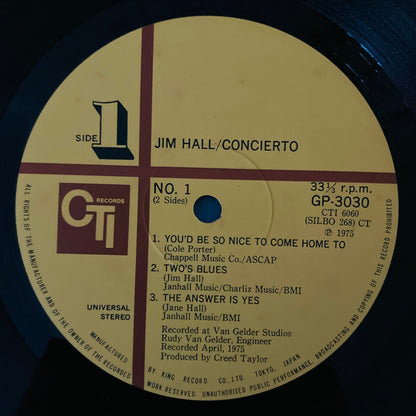 SIDE 1
JIM HALL/CONCIERTO
NO. 1
(2 Sides)
33⅓ r.p.m.
GP-3030
CTI 6060
(SILBO 268) CT
℗ 1975
CTI RECORDS
UNIVERSAL
STEREO
1. YOU'D BE SO NICE TO COME HOME TO
(Cole Porter)
Chappell Music Co./ASCAP
2. TWO'S BLUES
(Jim Hall)
Janhall Music/Charliz Music/BMI
3. THE ANSWER IS YES
(Jane Hall)
Janhall Music/BMI
Recorded at Van Gelder Studios
Rudy Van Gelder, Engineer
Recorded April, 1975
Produced by Creed Taylor
ALL RIGHTS OF THE MANUFACTURER AND OF THE OWNER OF THE RECORDED WORK RESERVED. UNAUTHORISED PUBLIC PERFORMANCE, BROADCASTING AND COPYING OF THIS RECORD PROHIBITED
MANUFACTURED BY KING RECORD CO., LTD. TOKYO, JAPAN